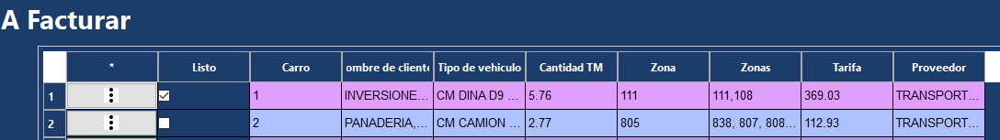 A Facturar
* Listo Carro ombre de cliente Tipo de vehiculo Cantidad TM Zona Zonas Tarifa Proveedor
1 1 INVERSIONE... CM DINA D9 ... 5.76 111 111,108 369.03 TRANSPORT...
2 2 PANADERIA,... CM CAMION ... 2.77 805 838, 807, 808... 112.93 TRANSPORT...